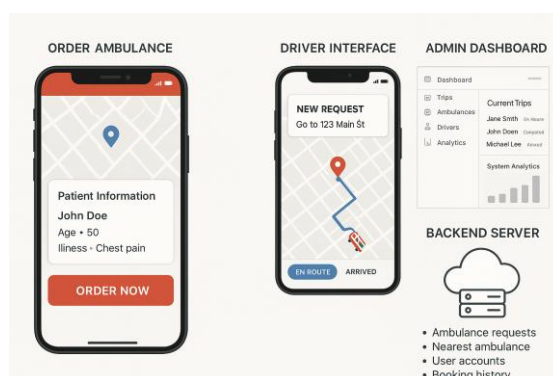 ORDER AMBULANCE
Patient Information
John Doe
Age • 50
Iliness - Chest pain
ORDER NOW
DRIVER INTERFACE
NEW REQUEST
Go to 123 Main St
EN ROUTE
ARRIVED
ADMIN DASHBOARD
Dashboard
Trips
Ambulances
Drivers
Analytics
Current Trips
Jane Smth
John Doen
Michael Lee
System Analytics
BACKEND SERVER
• Ambulance requests
• Nearest ambulance
• User accounts
• Booking history